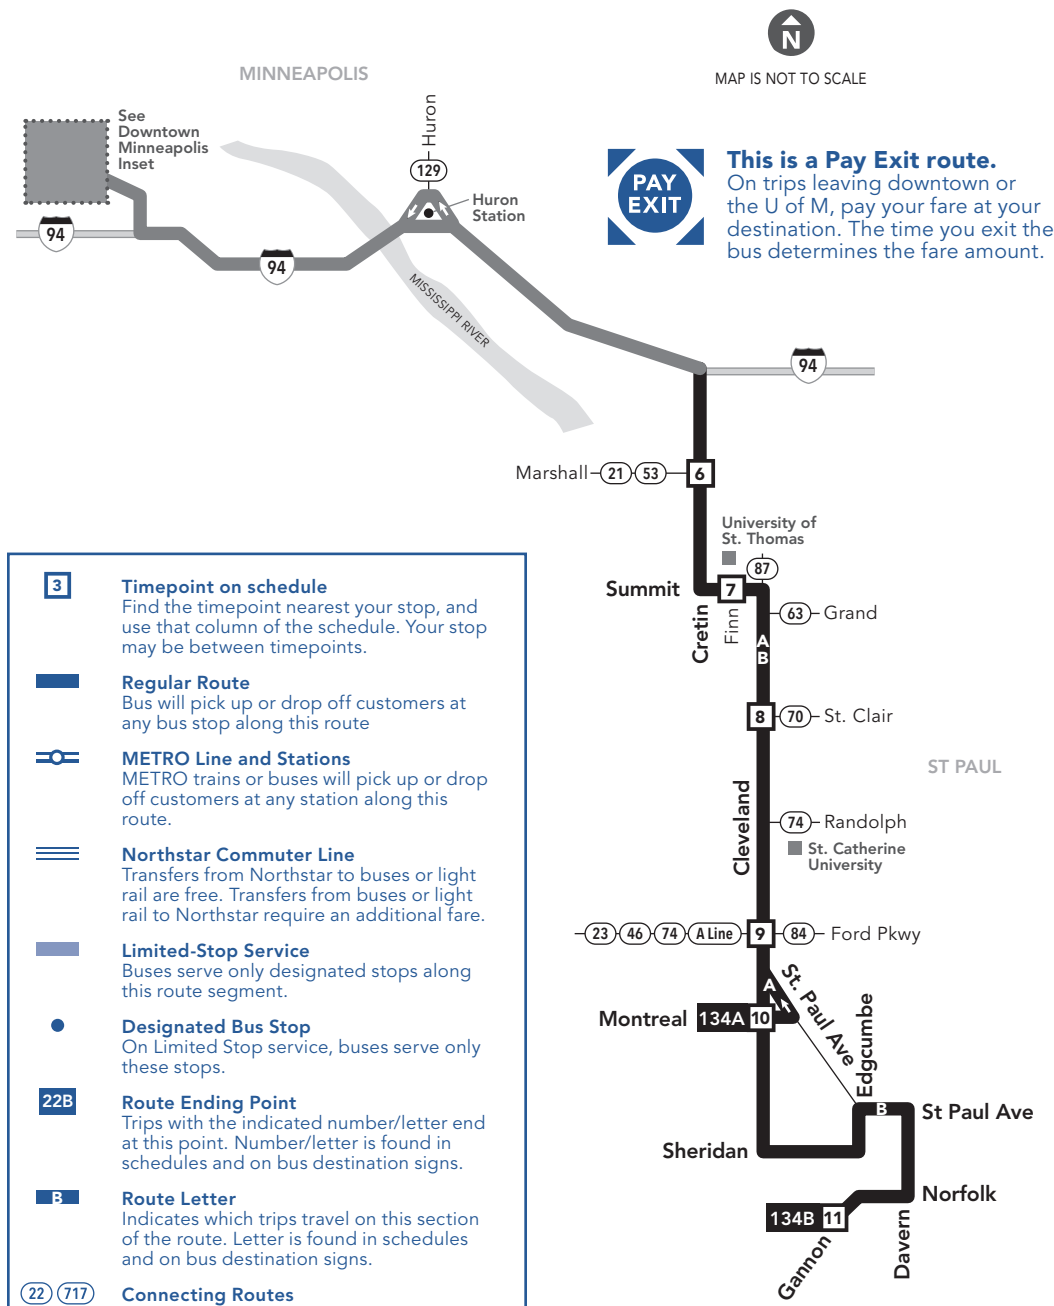 N
MAP IS NOT TO SCALE
MINNEAPOLIS
See
Downtown
Minneapolis
Inset
Huron
129
Huron
Station
94
94
MISSISSIPPI RIVER
PAY
EXIT
This is a Pay Exit route.
On trips leaving downtown or
the U of M, pay your fare at your
destination. The time you exit the
bus determines the fare amount.
94
Marshall 21 53 6
University of
St. Thomas
87
Summit 7
Cretin
Finn
63 Grand
A
B
8 70 St. Clair
ST PAUL
Cleveland
74 Randolph
St. Catherine
University
23 46 74 A Line 9 84 Ford Pkwy
A
St. Paul Ave
Montreal 134A 10
Edgcumbe
B St Paul Ave
Sheridan
Norfolk
134B 11
Gannon
Davern
3 Timepoint on schedule
Find the timepoint nearest your stop, and
use that column of the schedule. Your stop
may be between timepoints.
Regular Route
Bus will pick up or drop off customers at
any bus stop along this route
METRO Line and Stations
METRO trains or buses will pick up or drop
off customers at any station along this
route.
Northstar Commuter Line
Transfers from Northstar to buses or light
rail are free. Transfers from buses or light
rail to Northstar require an additional fare.
Limited-Stop Service
Buses serve only designated stops along
this route segment.
Designated Bus Stop
On Limited Stop service, buses serve only
these stops.
22B Route Ending Point
Trips with the indicated number/letter end
at this point. Number/letter is found in
schedules and on bus destination signs.
B Route Letter
Indicates which trips travel on this section
of the route. Letter is found in schedules
and on bus destination signs.
22 717 Connecting Routes